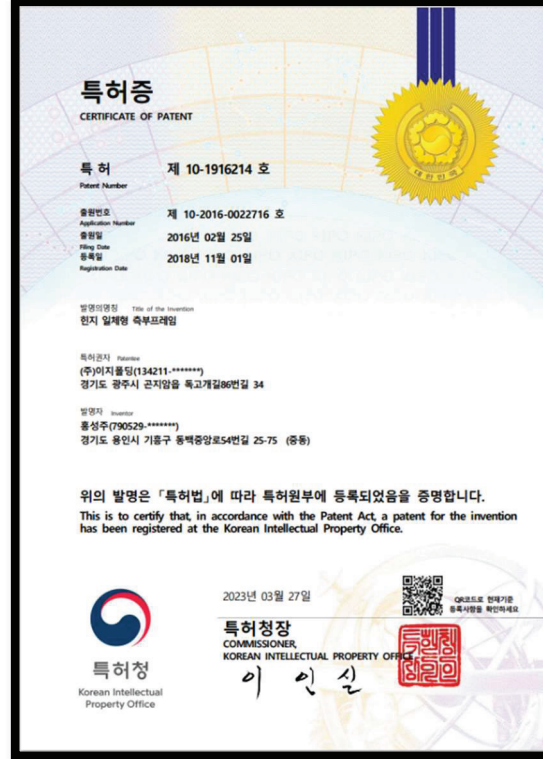 특허증
CERTIFICATE OF PATENT
특 허 제 10-1916214 호
Patent Number
출원번호 제 10-2016-0022716 호
Application Number
출원일 2016년 02월 25일
Filing Date
등록일 2018년 11월 01일
Registration Date
발명의명칭 Title of the Invention
힌지 일체형 측부프레임
특허권자 Patentee
(주)이지폴딩(134211-*******)
경기도 광주시 곤지암읍 독고개길86번길 34
발명자 Inventor
홍성주(790529-*******)
경기도 용인시 기흥구 동백중앙로54번길 25-75 (중동)
위의 발명은 「특허법」에 따라 특허원부에 등록되었음을 증명합니다.
This is to certify that, in accordance with the Patent Act, a patent for the invention
has been registered at the Korean Intellectual Property Office.
2023년 03월 27일
QR코드로 현재기준
등록사항을 확인하세요
특허청장
COMMISSIONER,
KOREAN INTELLECTUAL PROPERTY OFFICE
이 인 실
특허청
Korean Intellectual
Property Office
대한민국